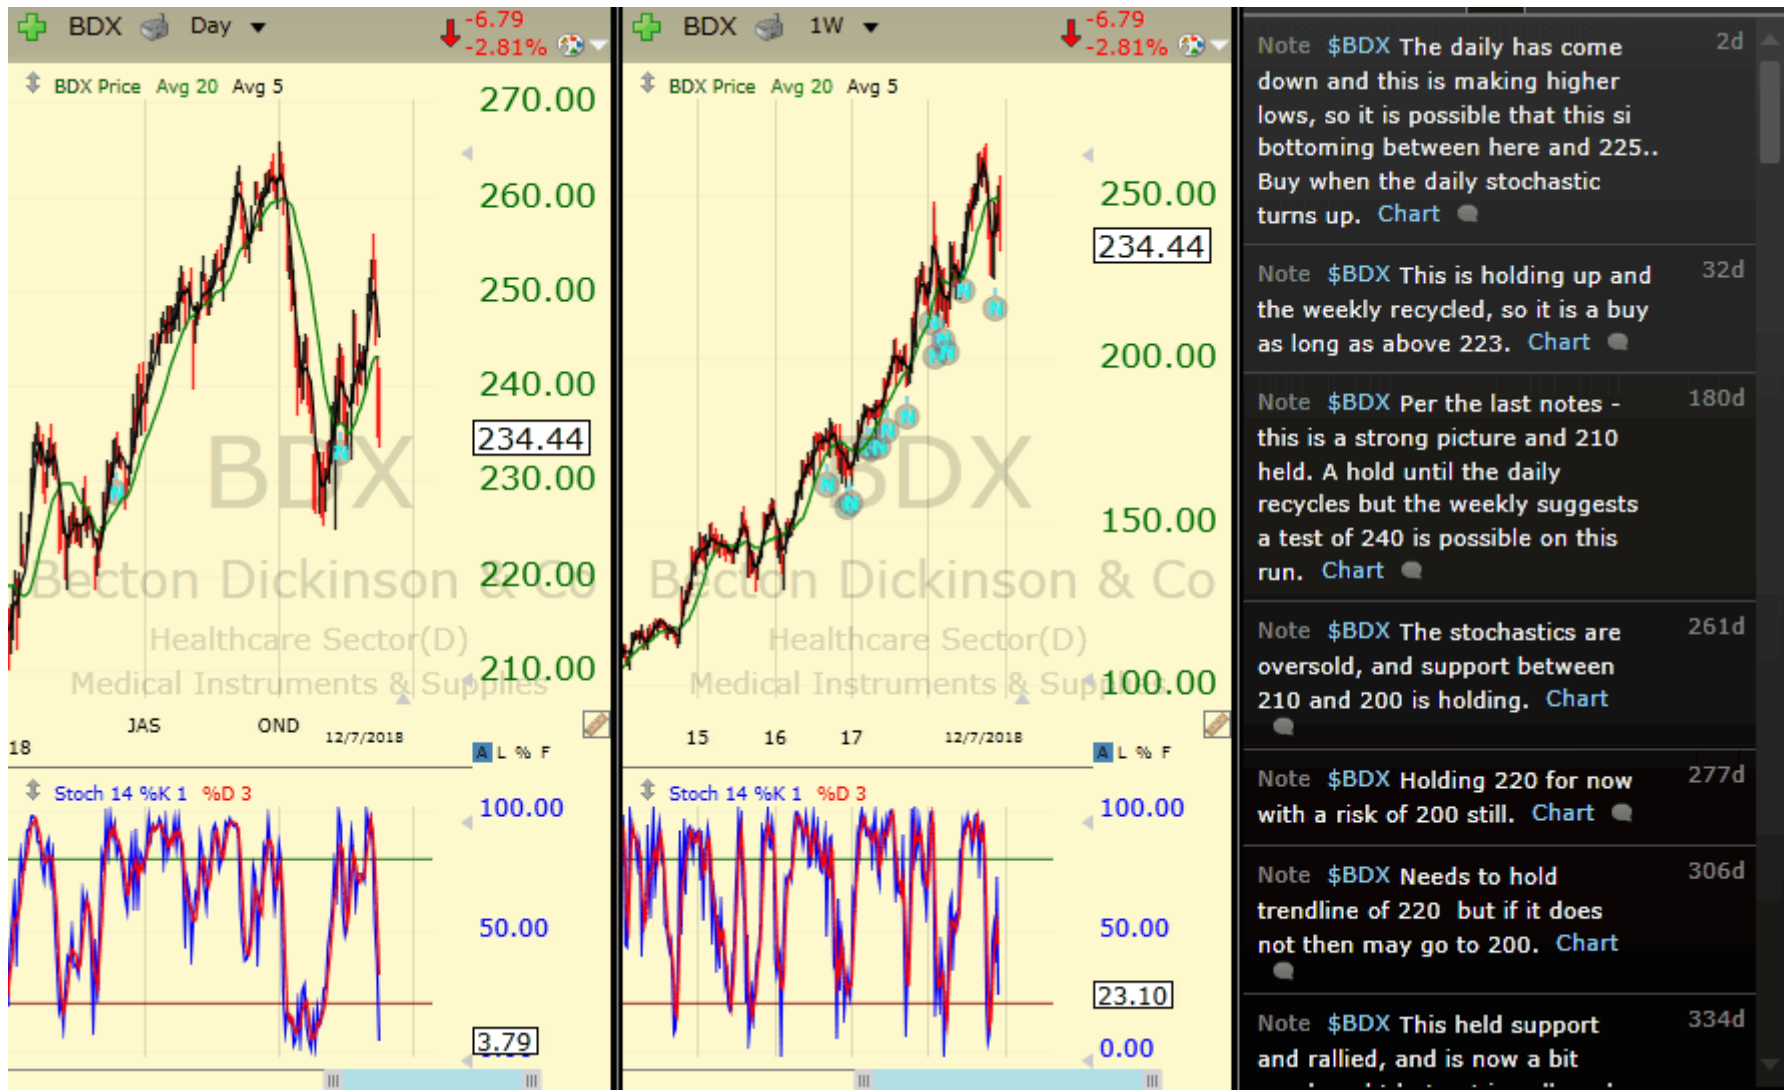 BDX Day
-6.79
-2.81%
BDX Price Avg 20 Avg 5
270.00
260.00
250.00
240.00
234.44
230.00
220.00
210.00
BDX
Becton Dickinson & Co
Healthcare Sector(D)
Medical Instruments & Supplies
18 JAS OND 12/7/2018
A L % F
Stoch 14 %K 1 %D 3
100.00
50.00
3.79
N
N
BDX 1W
-6.79
-2.81%
BDX Price Avg 20 Avg 5
250.00
234.44
200.00
150.00
100.00
BDX
Becton Dickinson & Co
Healthcare Sector(D)
Medical Instruments & Supplies
15 16 17 12/7/2018
A L % F
Stoch 14 %K 1 %D 3
100.00
50.00
23.10
0.00
N
N
N
N
N
N
Note $BDX The daily has come 2d
down and this is making higher
lows, so it is possible that this si
bottoming between here and 225..
Buy when the daily stochastic
turns up. Chart
Note $BDX This is holding up and 32d
the weekly recycled, so it is a buy
as long as above 223. Chart
Note $BDX Per the last notes - 180d
this is a strong picture and 210
held. A hold until the daily
recycles but the weekly suggests
a test of 240 is possible on this
run. Chart
Note $BDX The stochastics are 261d
oversold, and support between
210 and 200 is holding. Chart
Note $BDX Holding 220 for now 277d
with a risk of 200 still. Chart
Note $BDX Needs to hold 306d
trendline of 220 but if it does
not then may go to 200. Chart
Note $BDX This held support 334d
and rallied, and is now a bit